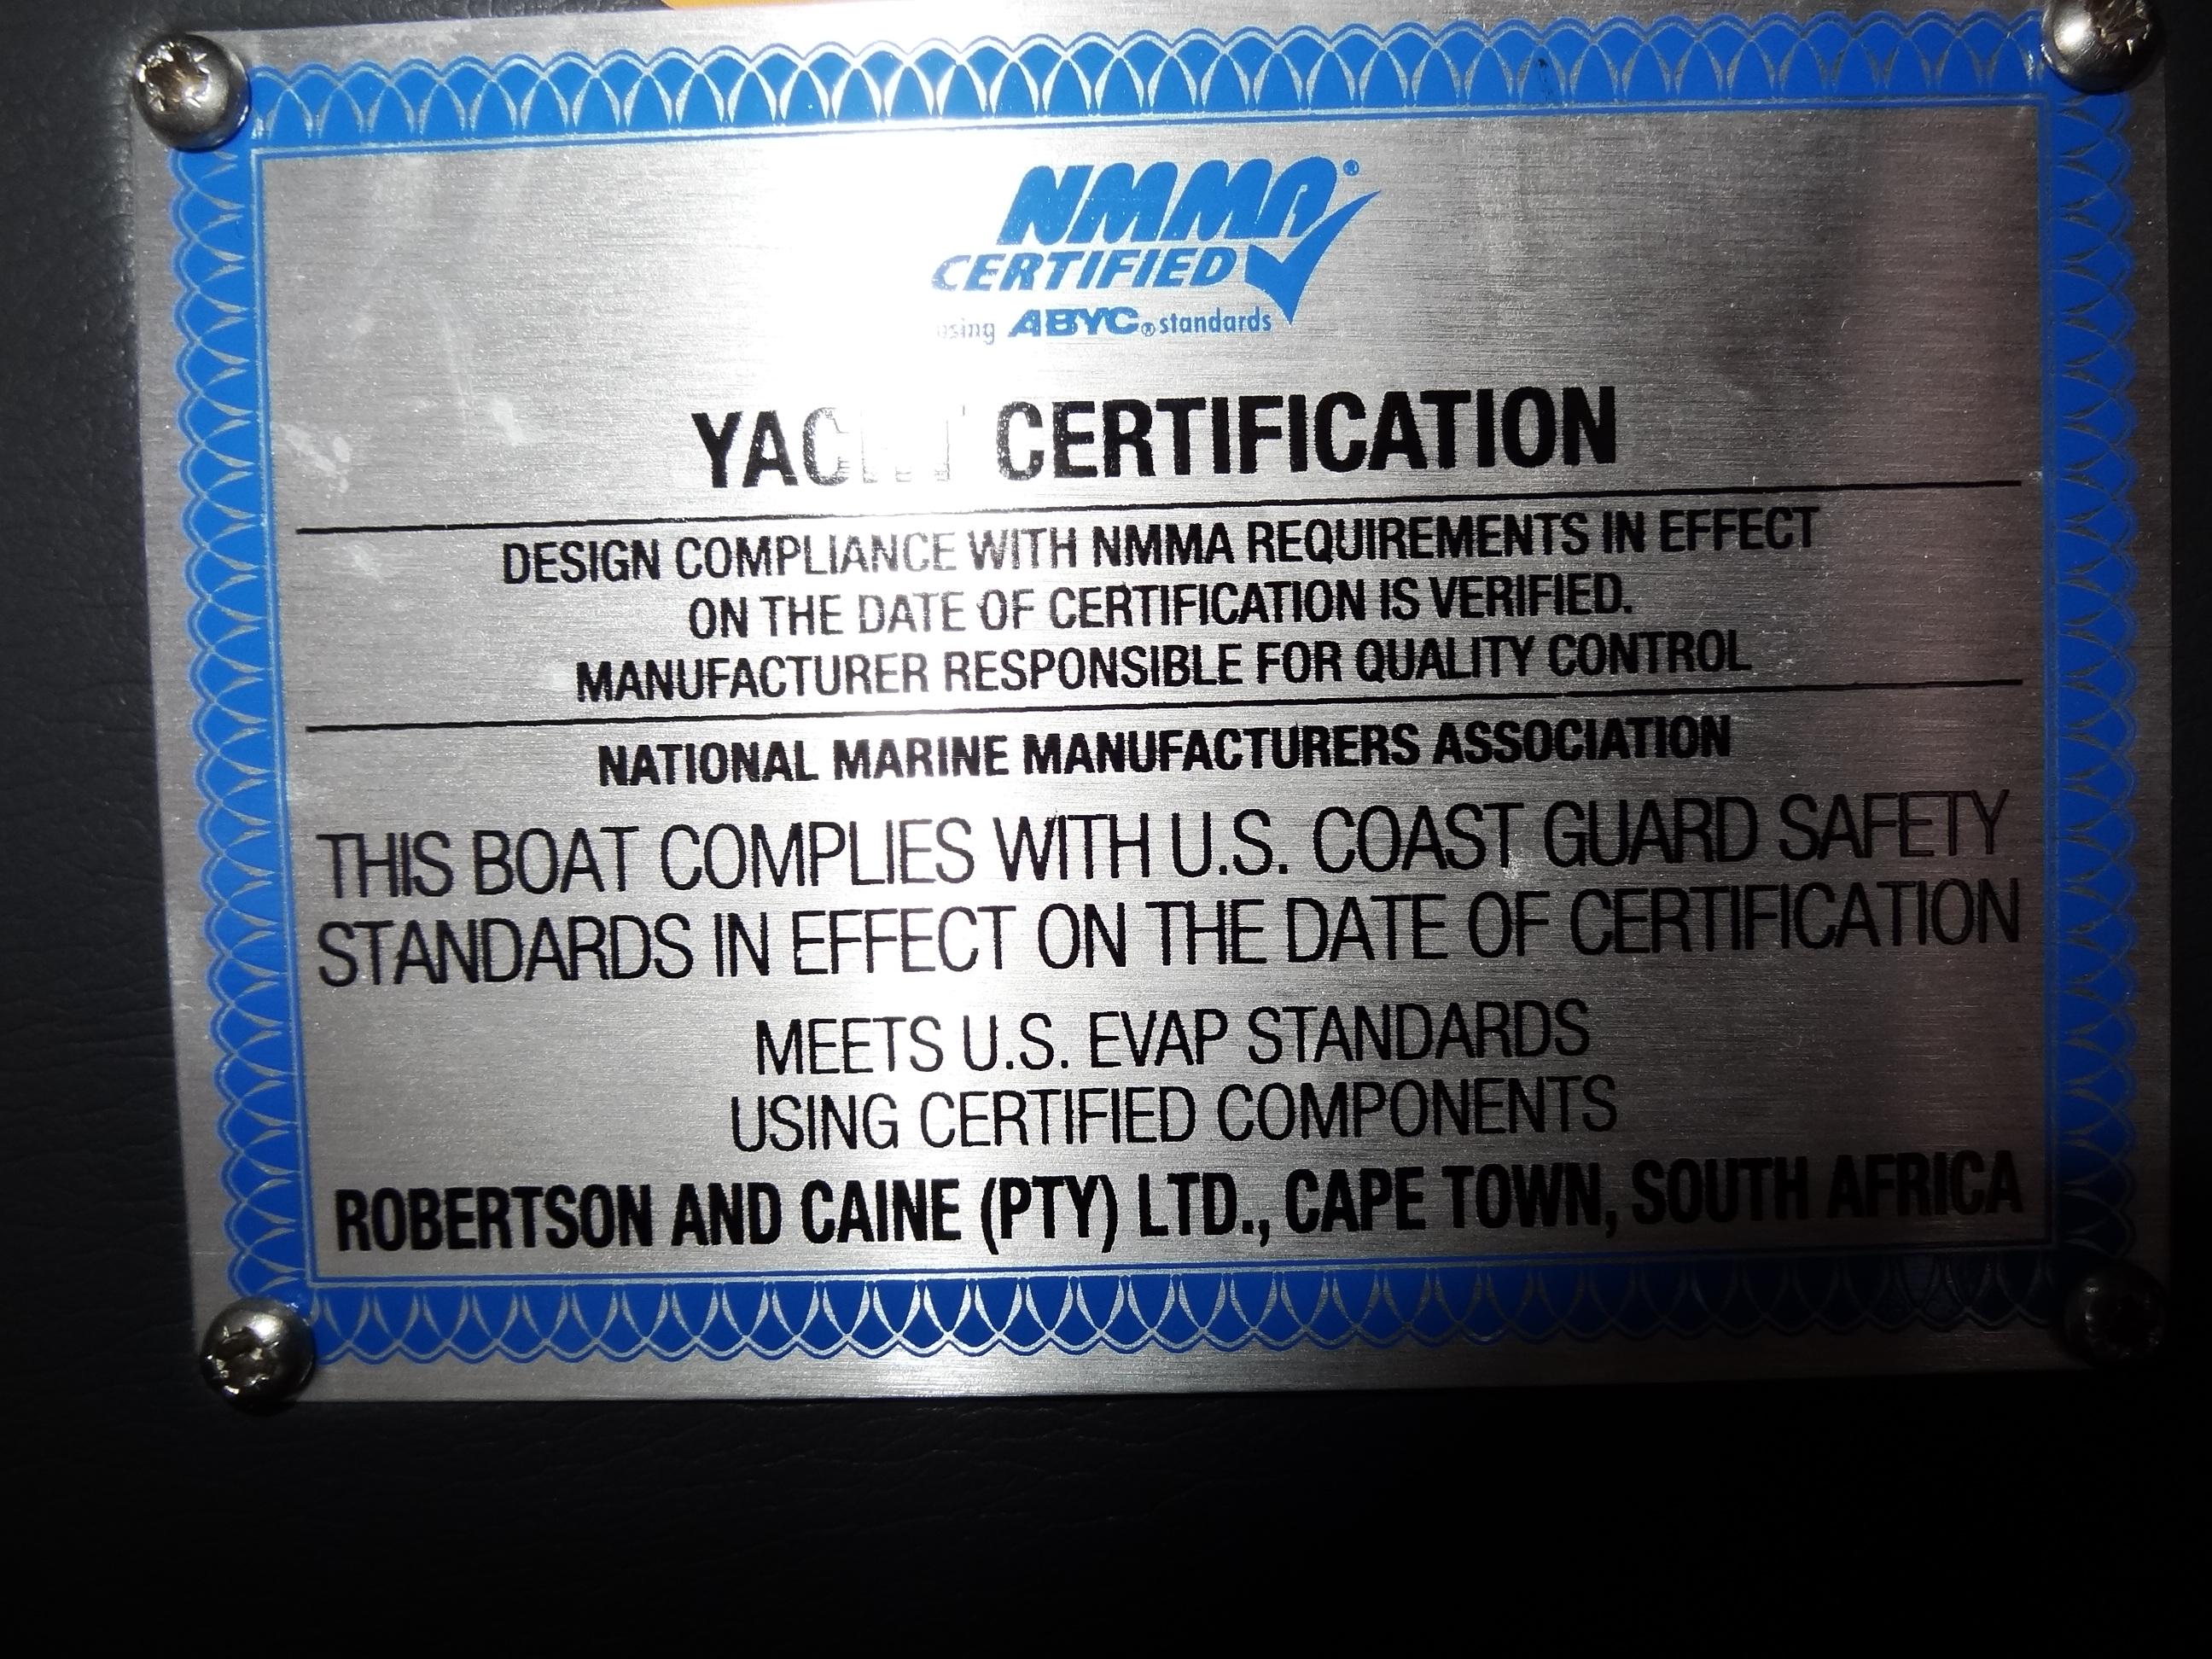 NMMA®
CERTIFIED
using ABYC® standards
YACHT CERTIFICATION
DESIGN COMPLIANCE WITH NMMA REQUIREMENTS IN EFFECT
ON THE DATE OF CERTIFICATION IS VERIFIED.
MANUFACTURER RESPONSIBLE FOR QUALITY CONTROL
NATIONAL MARINE MANUFACTURERS ASSOCIATION
THIS BOAT COMPLIES WITH U.S. COAST GUARD SAFETY
STANDARDS IN EFFECT ON THE DATE OF CERTIFICATION
MEETS U.S. EVAP STANDARDS
USING CERTIFIED COMPONENTS
ROBERTSON AND CAINE (PTY) LTD., CAPE TOWN, SOUTH AFRICA